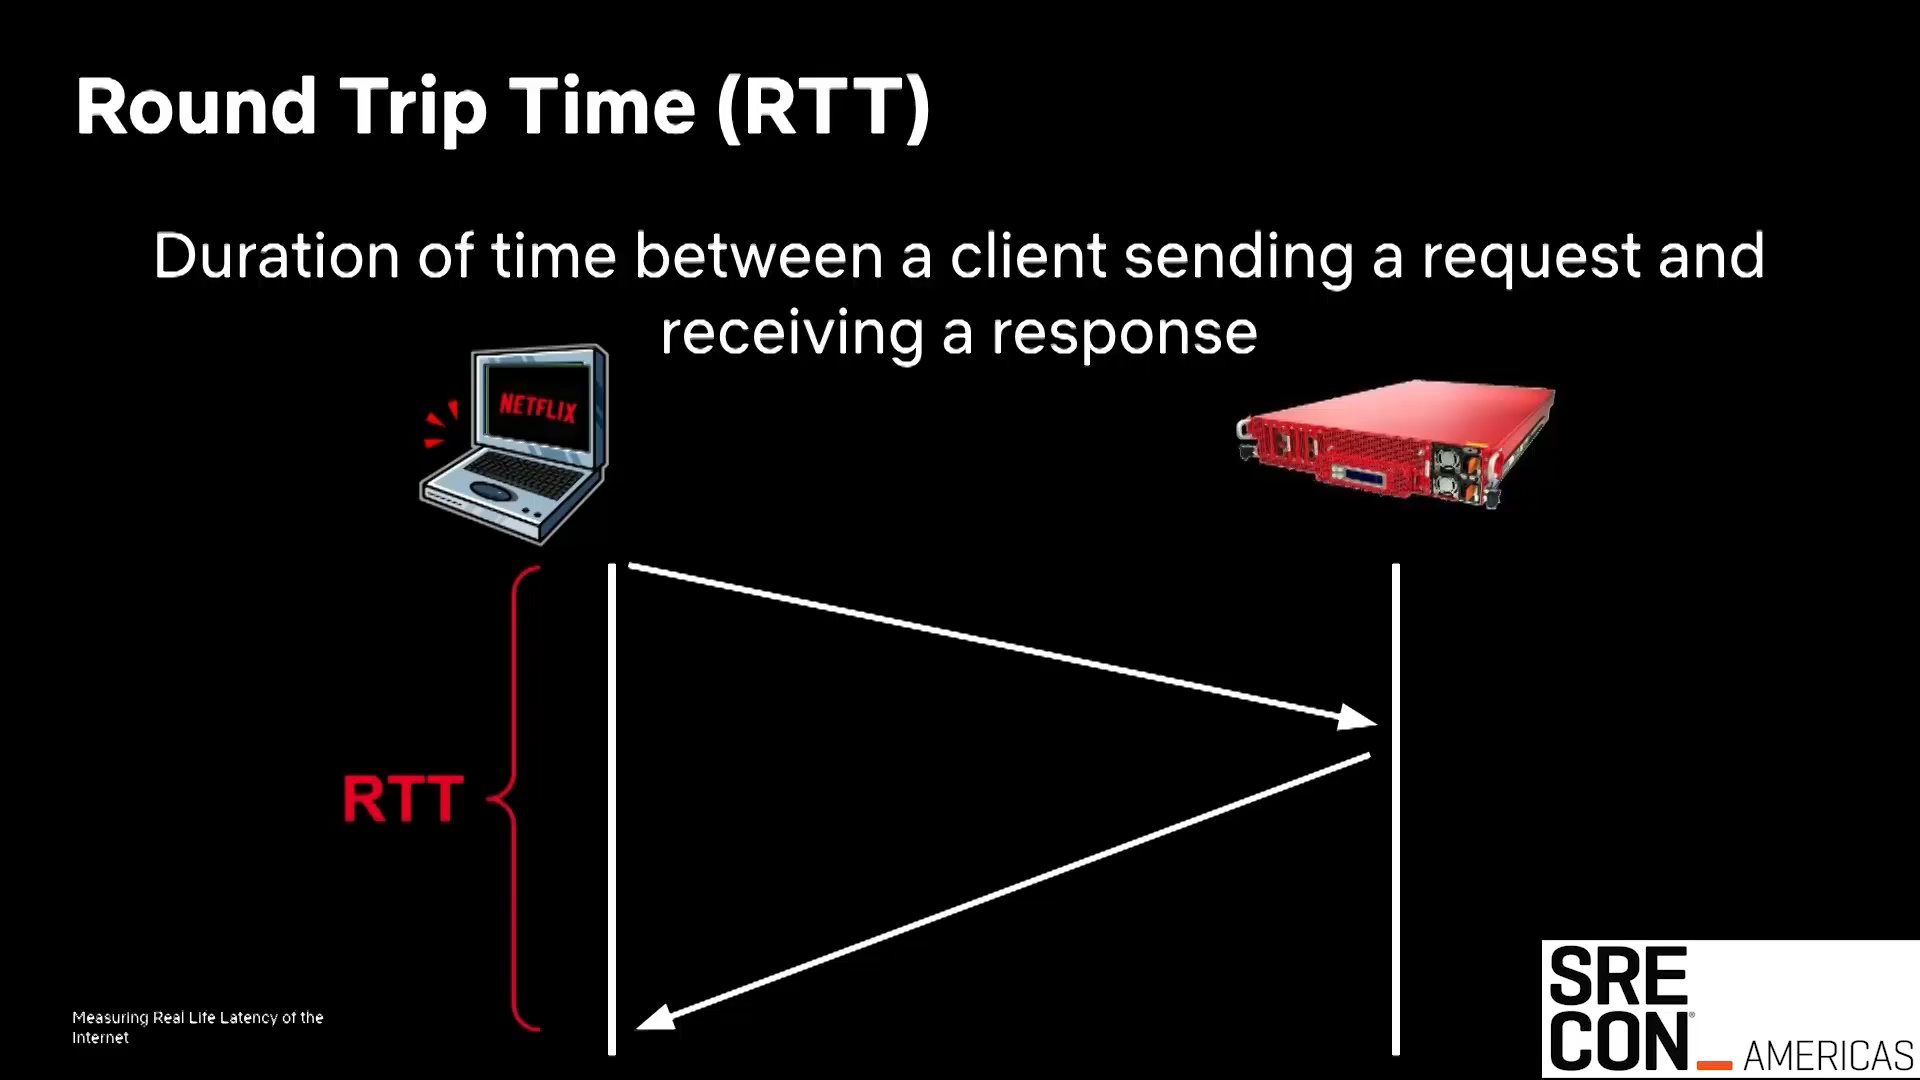 Round Trip Time (RTT)
Duration of time between a client sending a request and
receiving a response
NETFLIX
RTT
Measuring Real Life Latency of the
Internet
SRE
CON® AMERICAS